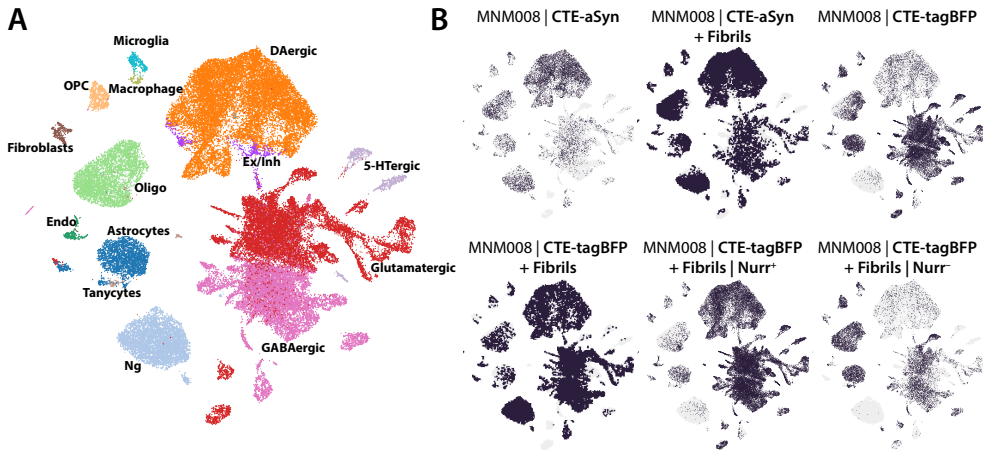 A
Microglia
DAergic
OPC
Macrophage
Fibroblasts
Ex/Inh
5-HTergic
Oligo
Endo
Astrocytes
Glutamatergic
Tanycytes
GABAergic
Ng
B
MNM008 | CTE-aSyn
MNM008 | CTE-aSyn
+ Fibrils
MNM008 | CTE-tagBFP
MNM008 | CTE-tagBFP
+ Fibrils
MNM008 | CTE-tagBFP
+ Fibrils | Nurr⁺
MNM008 | CTE-tagBFP
+ Fibrils | Nurr⁻